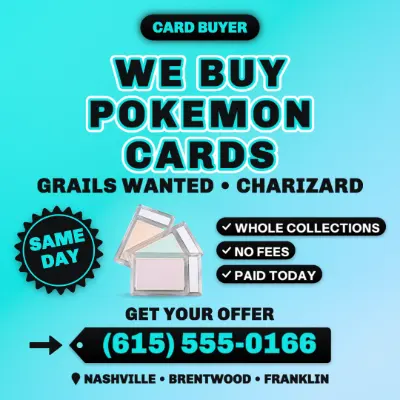 CARD BUYER
WE BUY
POKEMON
CARDS
GRAILS WANTED • CHARIZARD
SAME
DAY
WHOLE COLLECTIONS
NO FEES
PAID TODAY
GET YOUR OFFER
(615) 555-0166
NASHVILLE • BRENTWOOD • FRANKLIN